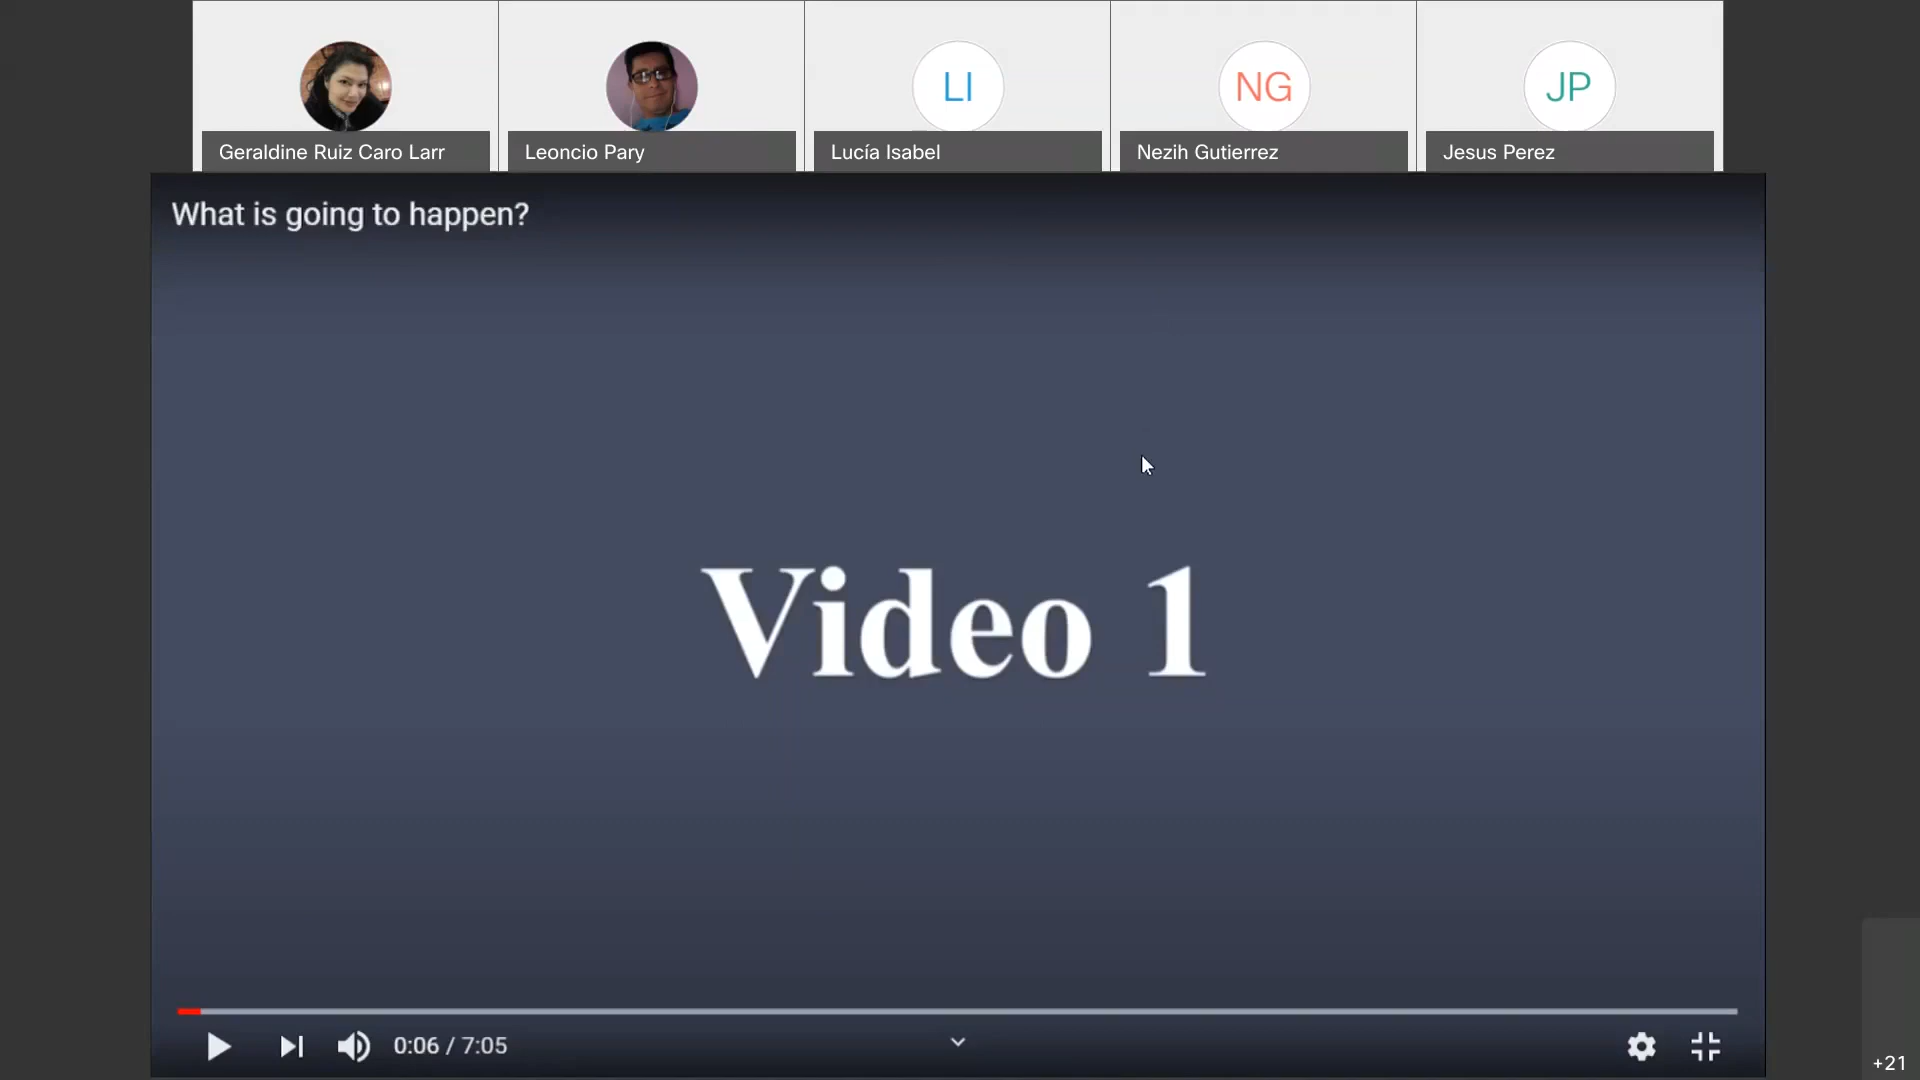 LI
NG
JP
Geraldine Ruiz Caro Larr
Leoncio Pary
Lucía Isabel
Nezih Gutierrez
Jesus Perez
What is going to happen?
Video 1
0:06 / 7:05
+21